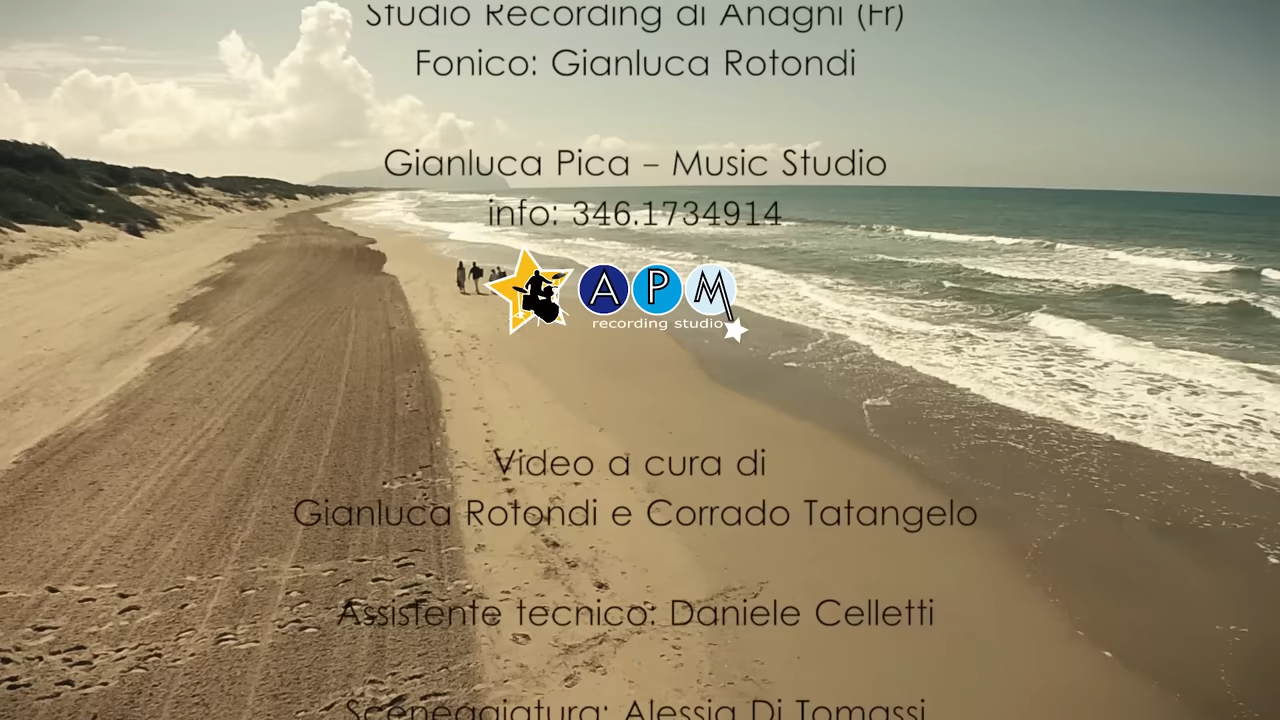 Studio Recording di Anagni (Fr)
Fonico: Gianluca Rotondi
Gianluca Pica – Music Studio
info: 346.1734914
APM
recording studio
Video a cura di
Gianluca Rotondi e Corrado Tatangelo
Assistente tecnico: Daniele Celletti
Sceneggiatura: Alessia Di Tomassi